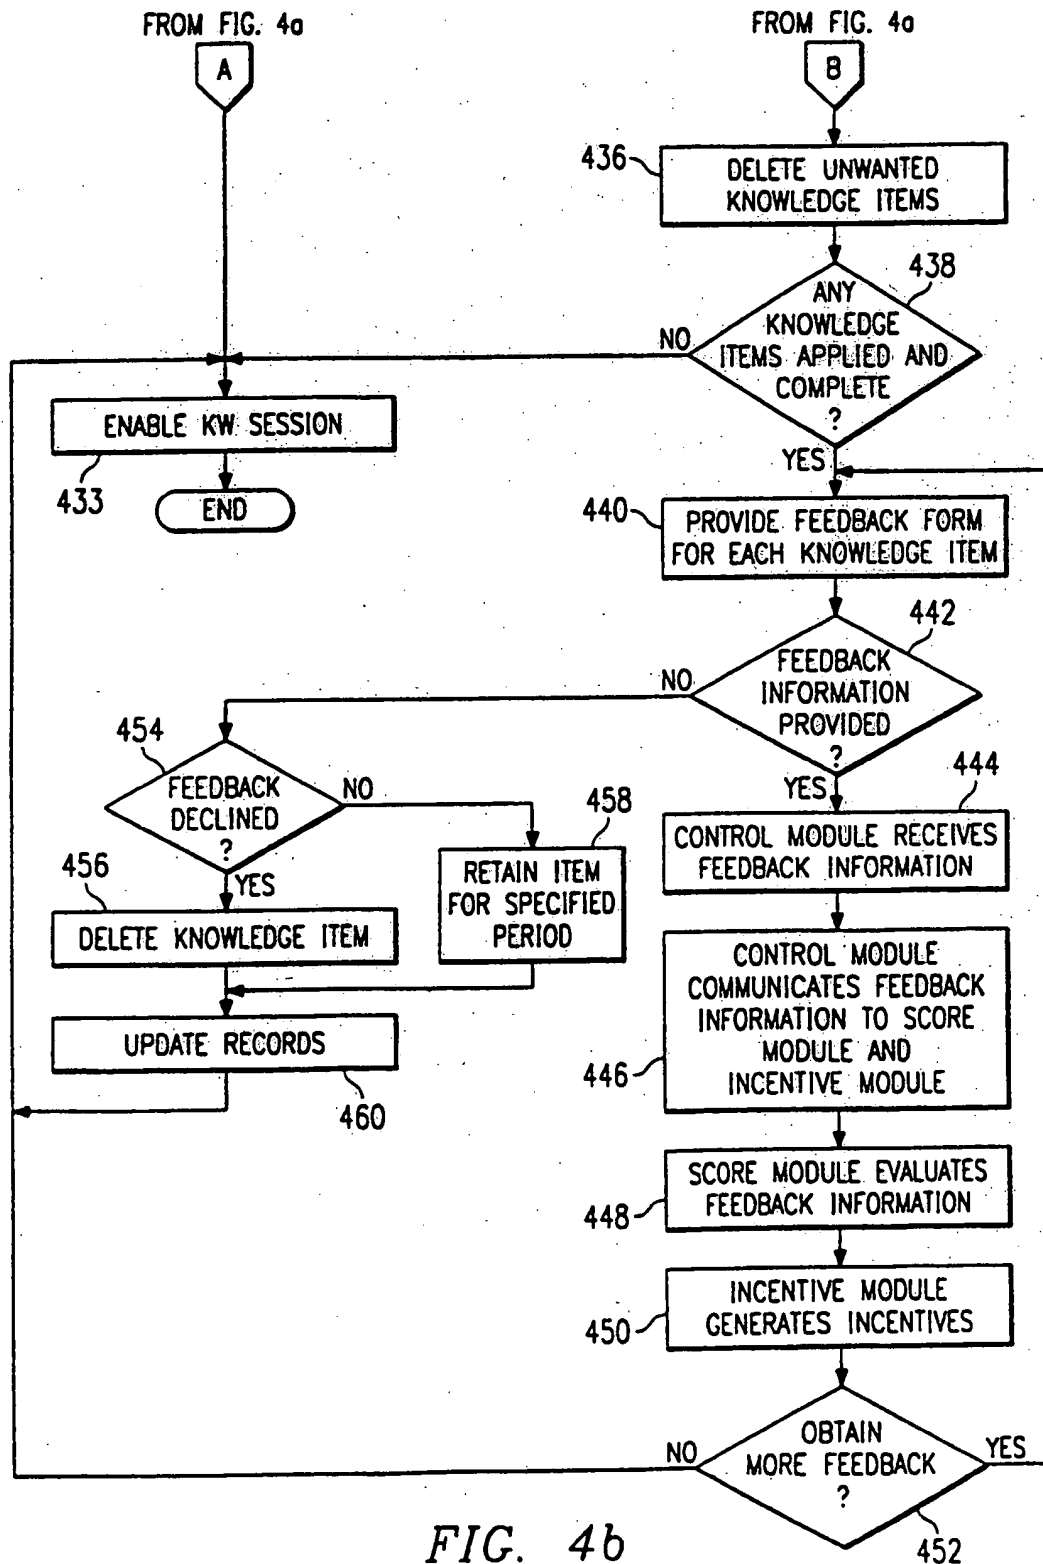 FROM FIG. 4a
A
FROM FIG. 4a
B
436
DELETE UNWANTED
KNOWLEDGE ITEMS
438
ANY
KNOWLEDGE
ITEMS APPLIED AND
COMPLETE
?
NO
YES
ENABLE KW SESSION
433
END
440
PROVIDE FEEDBACK FORM
FOR EACH KNOWLEDGE ITEM
442
FEEDBACK
INFORMATION
PROVIDED
?
NO
YES
454
FEEDBACK
DECLINED
?
NO
YES
458
RETAIN ITEM
FOR SPECIFIED
PERIOD
456
DELETE KNOWLEDGE ITEM
UPDATE RECORDS
460
444
CONTROL MODULE RECEIVES
FEEDBACK INFORMATION
CONTROL MODULE
COMMUNICATES FEEDBACK
INFORMATION TO SCORE
MODULE AND
INCENTIVE MODULE
446
SCORE MODULE EVALUATES
FEEDBACK INFORMATION
448
INCENTIVE MODULE
GENERATES INCENTIVES
450
OBTAIN
MORE FEEDBACK
?
NO
YES
452
FIG. 4b